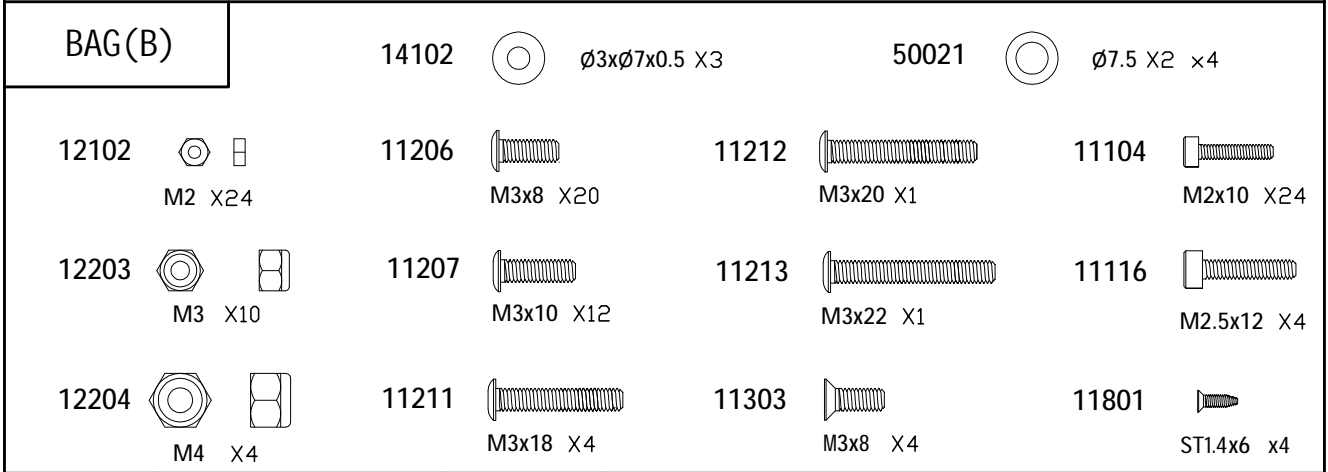 BAG(B)
14102 Ø3xØ7x0.5 X3 50021 Ø7.5 X2 x4
12102 11206 11212 11104
M2 X24 M3x8 X20 M3x20 X1 M2x10 X24
12203 11207 11213 11116
M3 X10 M3x10 X12 M3x22 X1 M2.5x12 X4
12204 11211 11303 11801
M4 X4 M3x18 X4 M3x8 X4 ST1.4x6 x4